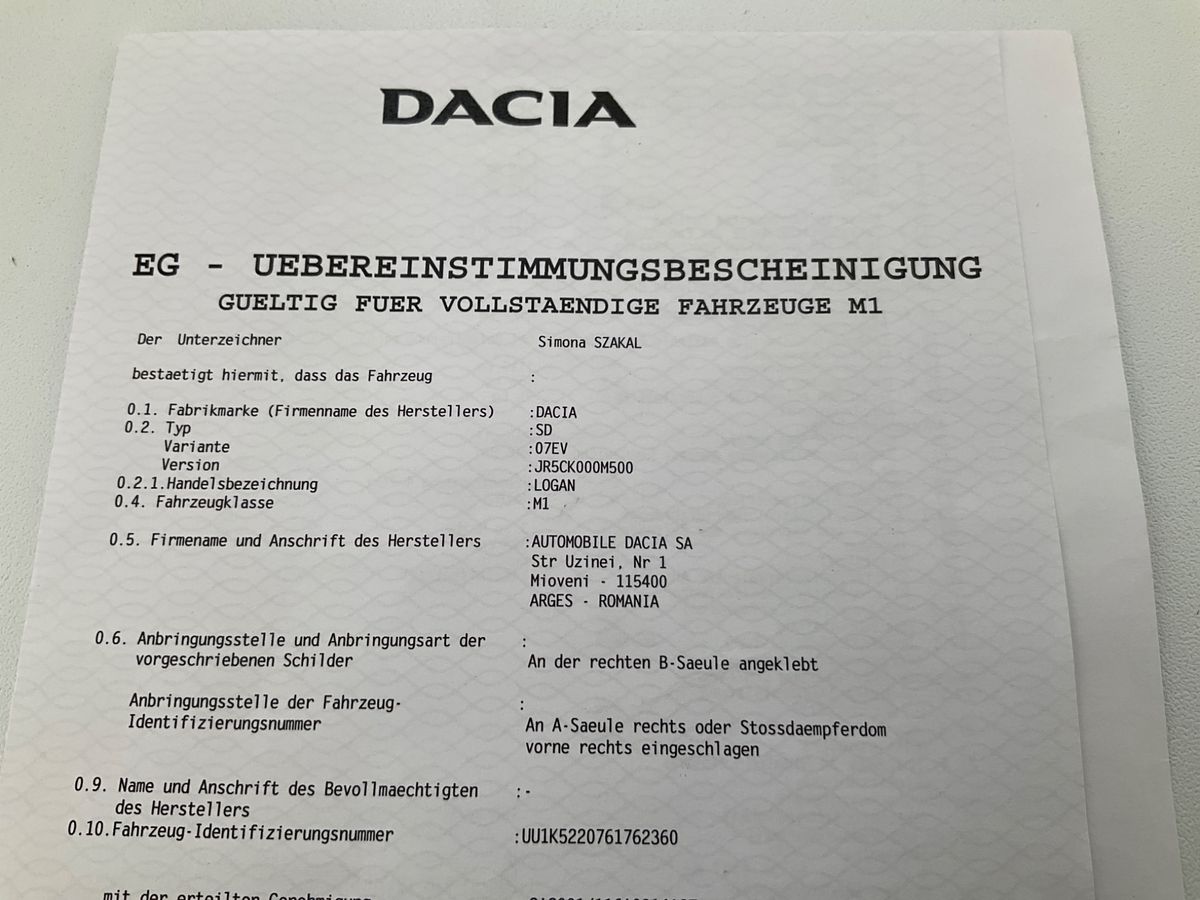 DACIA
EG - UEBEREINSTIMMUNGSBESCHEINIGUNG
GUELTIG FUER VOLLSTAENDIGE FAHRZEUGE M1
Der Unterzeichner Simona SZAKAL
bestaetigt hiermit, dass das Fahrzeug :
0.1. Fabrikmarke (Firmenname des Herstellers) :DACIA
0.2. Typ :SD
Variante :07EV
Version :JR5CK000M500
0.2.1.Handelsbezeichnung :LOGAN
0.4. Fahrzeugklasse :M1
0.5. Firmename und Anschrift des Herstellers :AUTOMOBILE DACIA SA
Str Uzinei, Nr 1
Mioveni - 115400
ARGES - ROMANIA
0.6. Anbringungsstelle und Anbringungsart der :
vorgeschriebenen Schilder An der rechten B-Saeule angeklebt
Anbringungsstelle der Fahrzeug- :
Identifizierungsnummer An A-Saeule rechts oder Stossdaempferdom
vorne rechts eingeschlagen
0.9. Name und Anschrift des Bevollmaechtigten :-
des Herstellers
0.10.Fahrzeug-Identifizierungsnummer :UU1K5220761762360
mit der erteilten Genehmigung